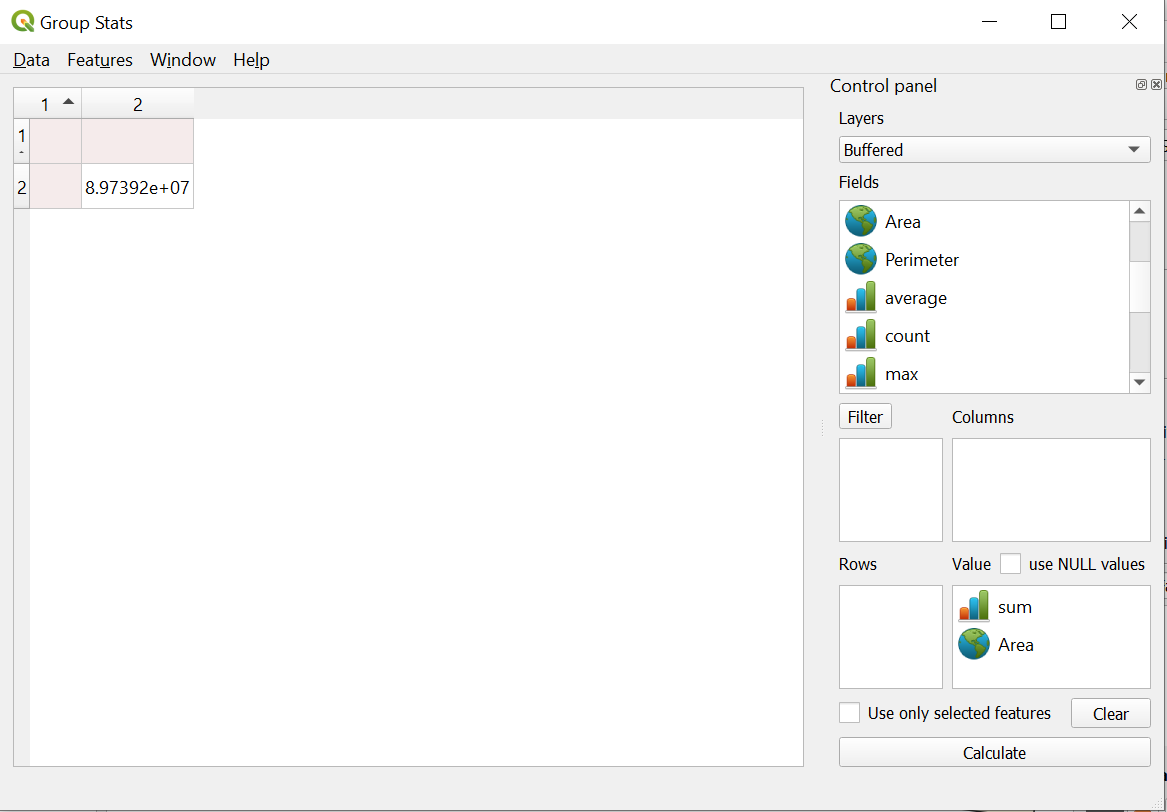 Group Stats
Data Features Window Help
1 2
1
2 8.97392e+07
Control panel
Layers
Buffered
Fields
Area
Perimeter
average
count
max
Filter Columns
Rows Value use NULL values
sum
Area
Use only selected features Clear
Calculate